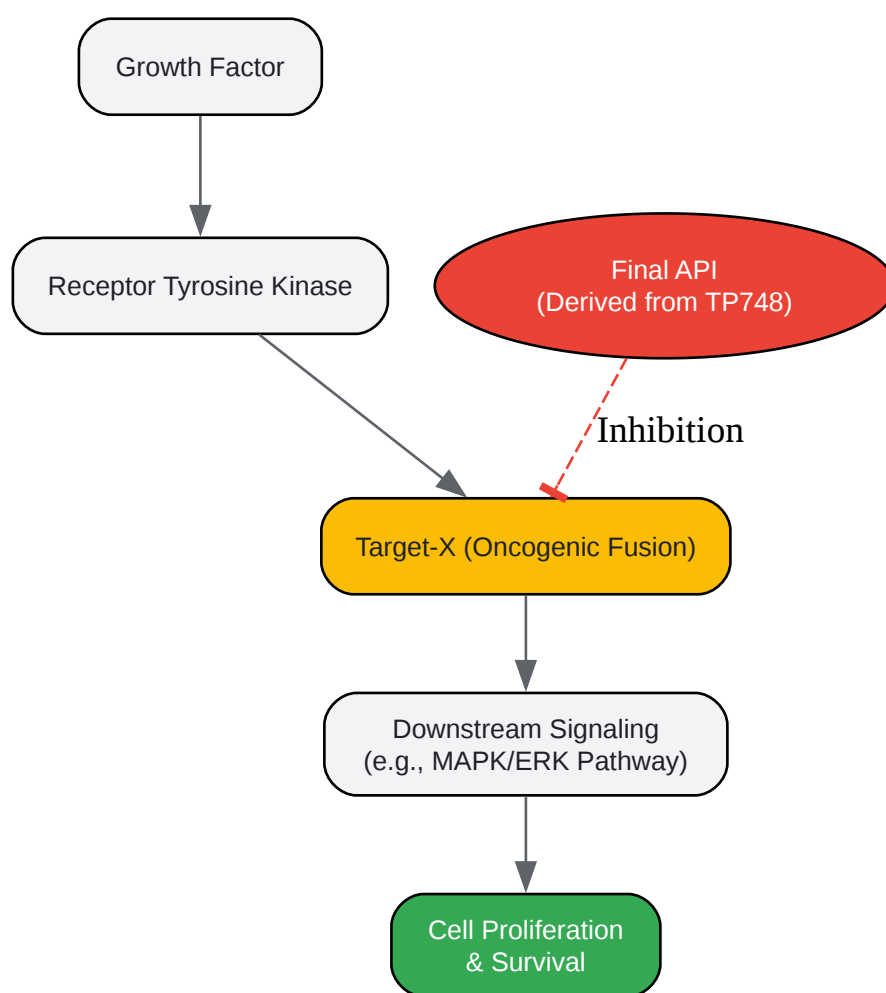 Growth Factor
Receptor Tyrosine Kinase
Final API
(Derived from TP748)
Inhibition
Target-X (Oncogenic Fusion)
Downstream Signaling
(e.g., MAPK/ERK Pathway)
Cell Proliferation
& Survival